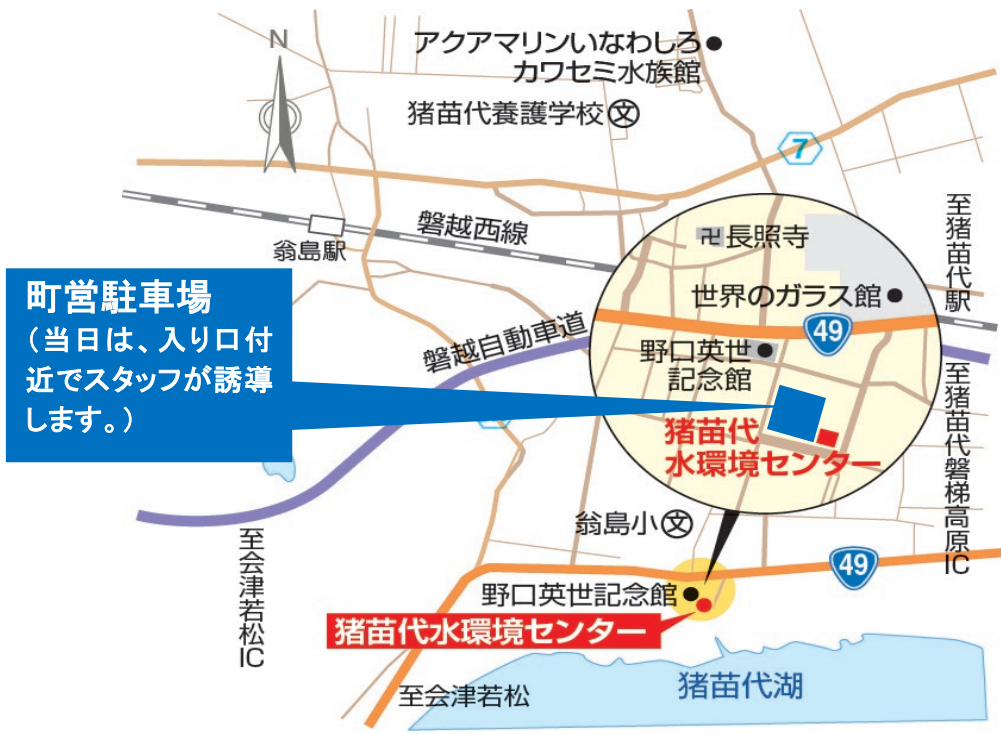 N
アクアマリンいなわしろ
カワセミ水族館
猪苗代養護学校
文
7
磐越西線
翁島駅
至猪苗代駅
卍長照寺
世界のガラス館
49
野口英世
記念館
猪苗代
水環境センター
町営駐車場
(当日は、入り口付
近でスタッフが誘導
します。)
磐越自動車道
至猪苗代磐梯高原IC
翁島小
文
至会津若松IC
49
野口英世記念館
猪苗代水環境センター
至会津若松
猪苗代湖